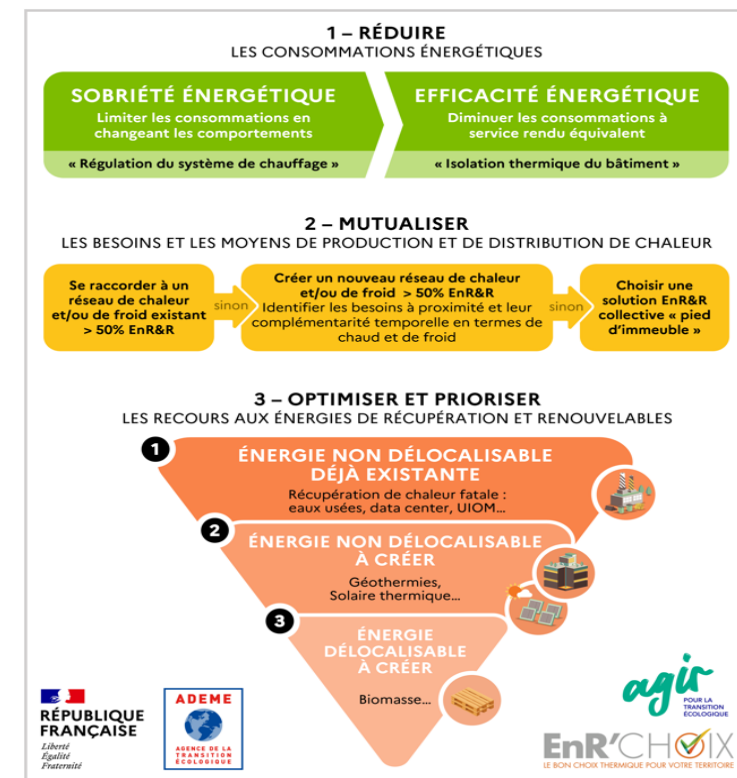 1 – RÉDUIRE
LES CONSOMMATIONS ÉNERGÉTIQUES
SOBRIÉTÉ ÉNERGÉTIQUE
Limiter les consommations en
changeant les comportements
« Régulation du système de chauffage »
EFFICACITÉ ÉNERGÉTIQUE
Diminuer les consommations à
service rendu équivalent
« Isolation thermique du bâtiment »
2 – MUTUALISER
LES BESOINS ET LES MOYENS DE PRODUCTION ET DE DISTRIBUTION DE CHALEUR
Se raccorder à un
réseau de chaleur
et/ou de froid existant
> 50% EnR&R
sinon
Créer un nouveau réseau de chaleur
et/ou de froid > 50% EnR&R
Identifier les besoins à proximité et leur
complémentarité temporelle en termes de
chaud et de froid
sinon
Choisir une
solution EnR&R
collective « pied
d'immeuble »
3 – OPTIMISER ET PRIORISER
LES RECOURS AUX ÉNERGIES DE RÉCUPÉRATION ET RENOUVELABLES
1
ÉNERGIE NON DÉLOCALISABLE
DÉJÀ EXISTANTE
Récupération de chaleur fatale :
eaux usées, data center, UIOM...
2
ÉNERGIE NON DÉLOCALISABLE
À CRÉER
Géothermies,
Solaire thermique...
3
ÉNERGIE
DÉLOCALISABLE
À CRÉER
Biomasse...
RÉPUBLIQUE
FRANÇAISE
Liberté
Égalité
Fraternité
ADEME
AGENCE DE LA
TRANSITION
ÉCOLOGIQUE
agir
POUR LA
TRANSITION
ÉCOLOGIQUE
EnR'CHOIX
LE BON CHOIX THERMIQUE POUR VOTRE TERRITOIRE